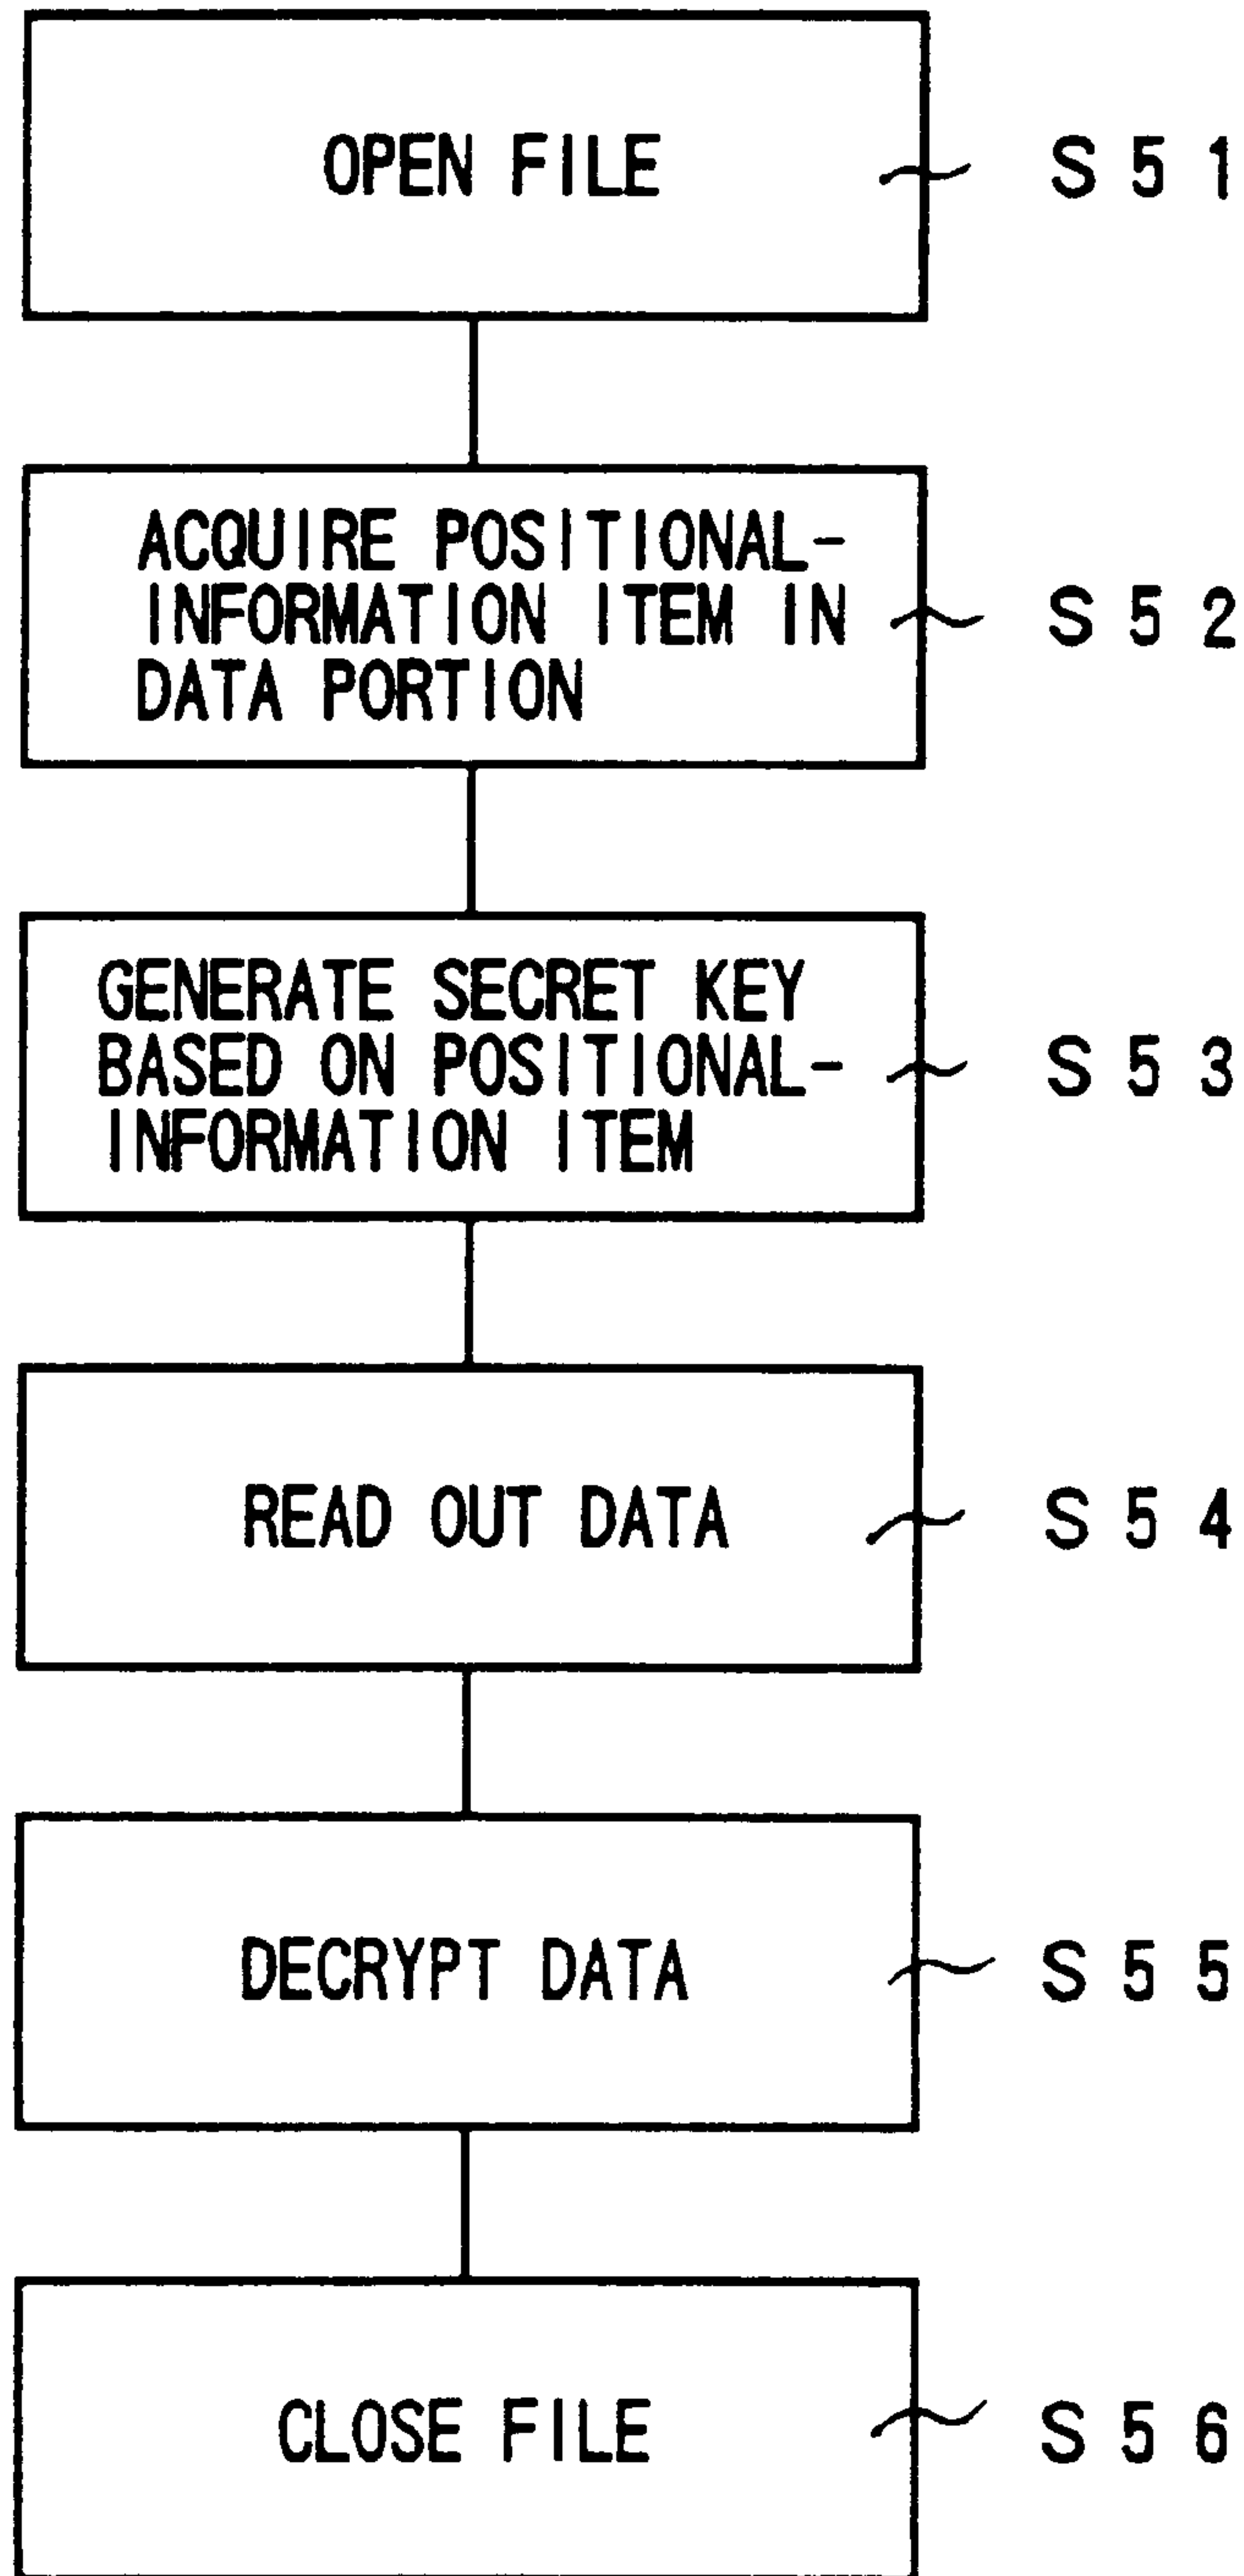 OPEN FILE
S51
ACQUIRE POSITIONAL-
INFORMATION ITEM IN
DATA PORTION
S52
GENERATE SECRET KEY
BASED ON POSITIONAL-
INFORMATION ITEM
S53
READ OUT DATA
S54
DECRYPT DATA
S55
CLOSE FILE
S56